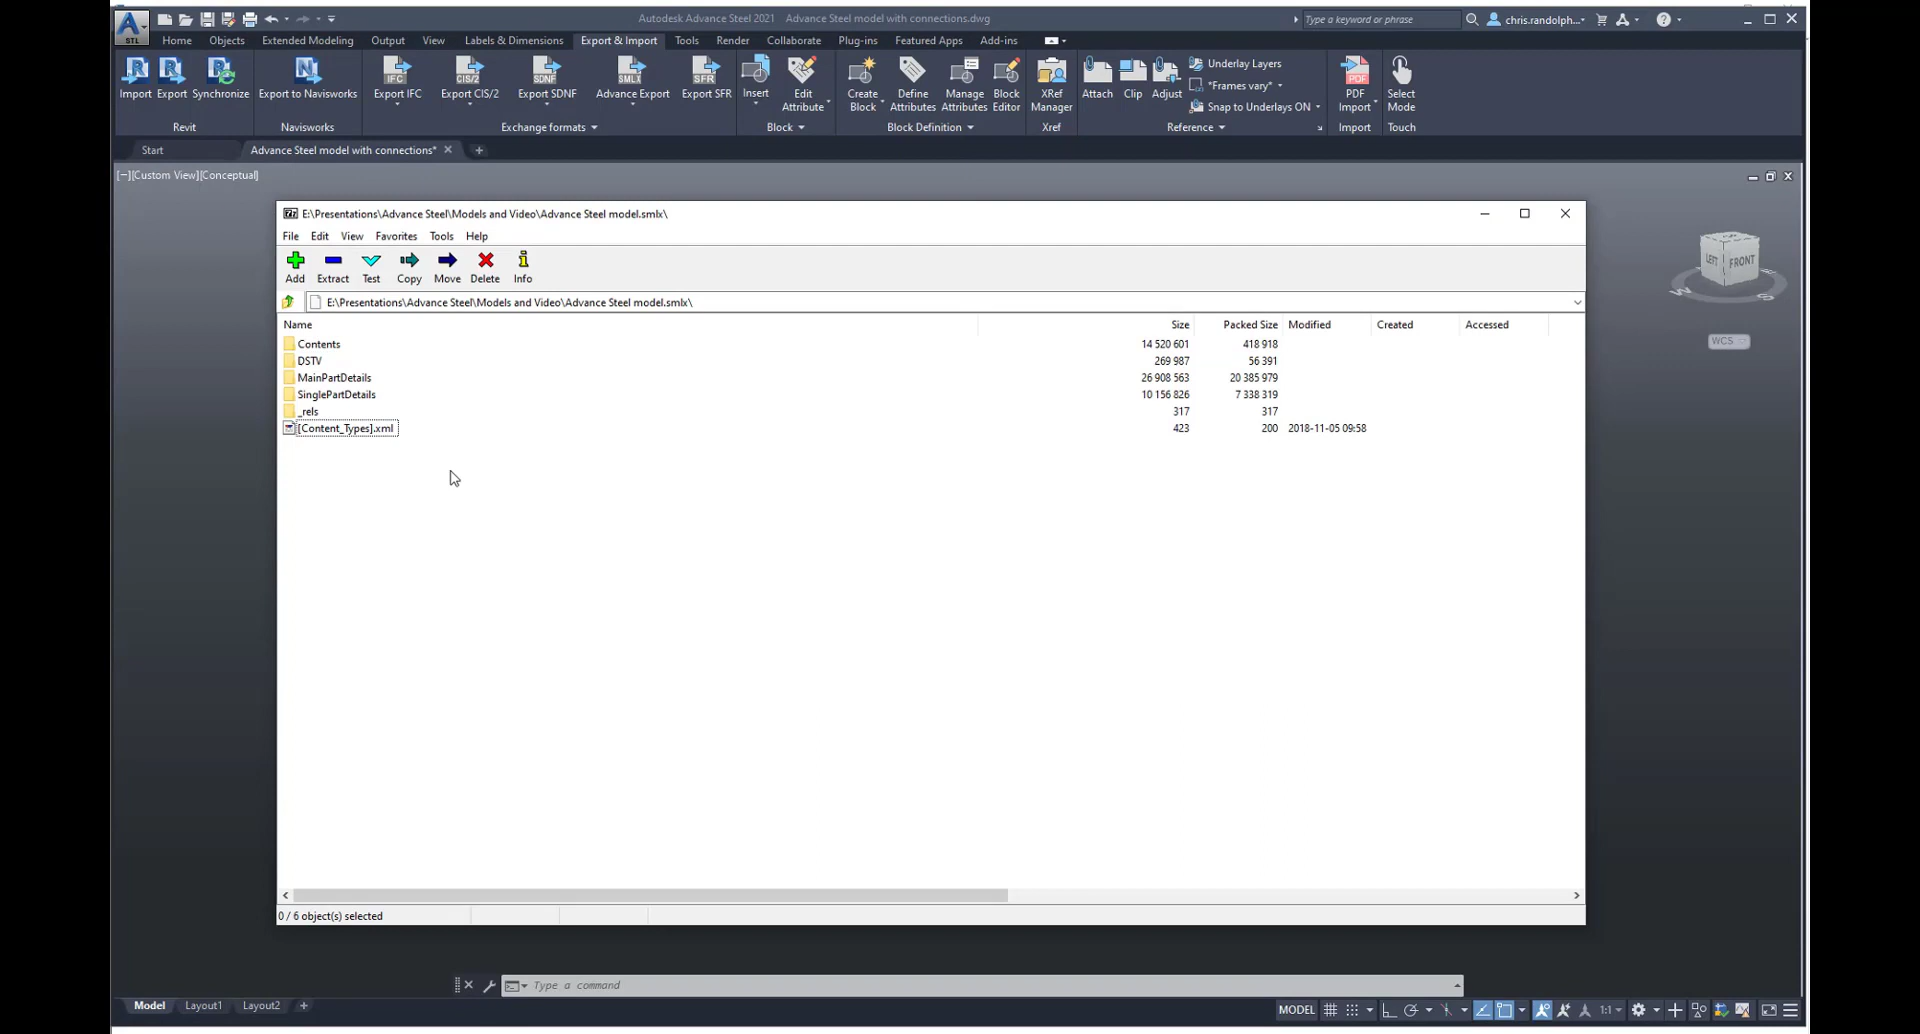 Autodesk Advance Steel 2021 Advance Steel model with connections.dwg
Type a keyword or phrase
chris.randolph...
STL
Home Objects Extended Modeling Output View Labels & Dimensions Export & Import Tools Render Collaborate Plug-ins Featured Apps Add-ins
Import Export Synchronize
Export to Navisworks
IFC
Export IFC
CIS/2
Export CIS/2
SDNF
Export SDNF
SMLX
Advance Export
SFR
Export SFR
Insert
Edit Attribute
Create Block
Define Attributes
Manage Attributes
Block Editor
XRef Manager
Attach Clip Adjust
Underlay Layers
*Frames vary*
Snap to Underlays ON
PDF
PDF Import
Select Mode
Revit Navisworks Exchange formats Block Block Definition Xref Reference Import Touch
Start Advance Steel model with connections*
[−][Custom View][Conceptual]
E:\Presentations\Advance Steel\Models and Video\Advance Steel model.smlx\
File Edit View Favorites Tools Help
Add Extract Test Copy Move Delete Info
E:\Presentations\Advance Steel\Models and Video\Advance Steel model.smlx\
Name Size Packed Size Modified Created Accessed
Contents 14 520 601 418 918
DSTV 269 987 56 391
MainPartDetails 26 908 563 20 385 979
SinglePartDetails 10 156 826 7 338 319
_rels 317 317
[Content_Types].xml 423 200 2018-11-05 09:58
LEFT FRONT
W S
WCS
0 / 6 object(s) selected
Type a command
Model Layout1 Layout2
MODEL 1:1